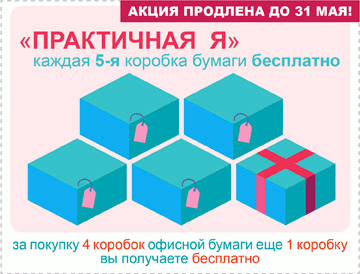 АКЦИЯ ПРОДЛЕНА ДО 31 МАЯ!
«ПРАКТИЧНАЯ Я»
каждая 5-я коробка бумаги бесплатно
за покупку 4 коробок офисной бумаги еще 1 коробку
вы получаете бесплатно